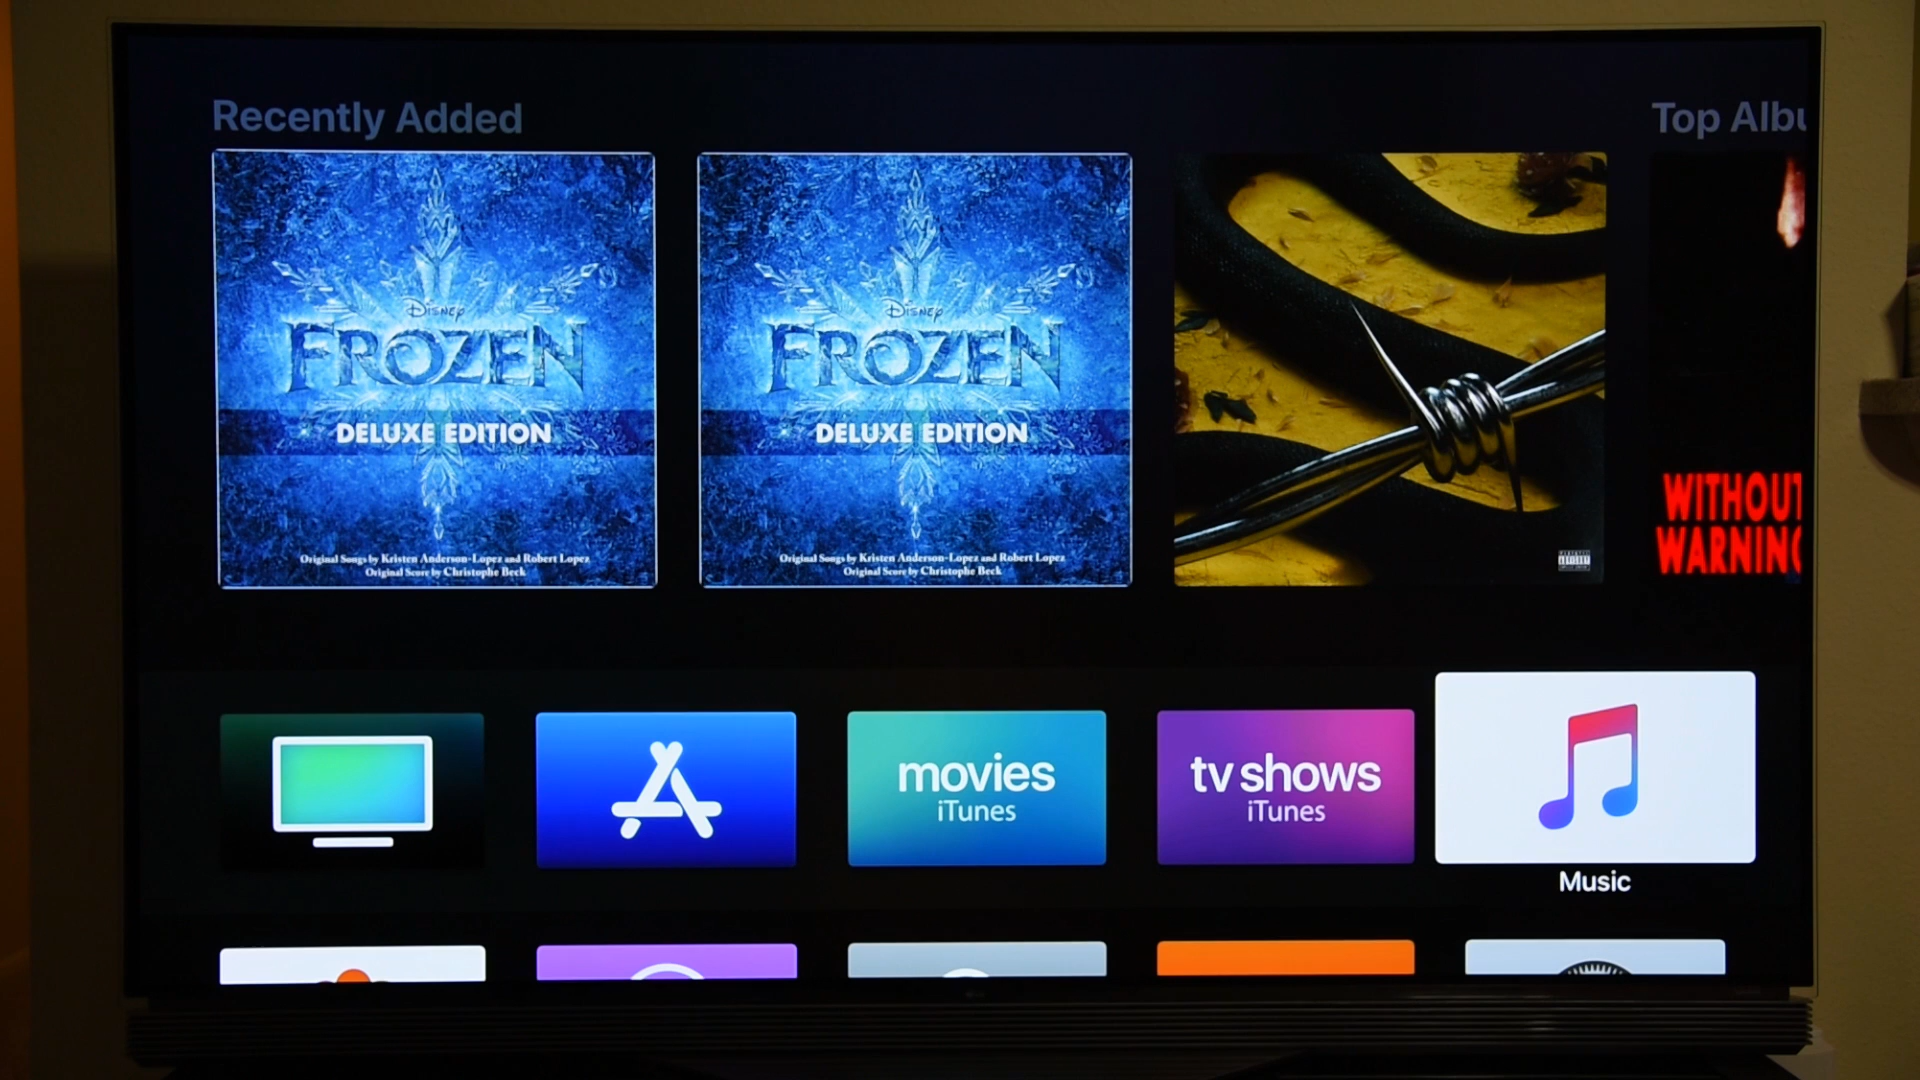 Recently Added
Top Albu
Disney
FROZEN
DELUXE EDITION
Original Songs by Kristen Anderson-Lopez and Robert Lopez
Original Score by Christophe Beck
Disney
FROZEN
DELUXE EDITION
Original Songs by Kristen Anderson-Lopez and Robert Lopez
Original Score by Christophe Beck
WITHOUT
WARNING
movies
iTunes
tv shows
iTunes
Music